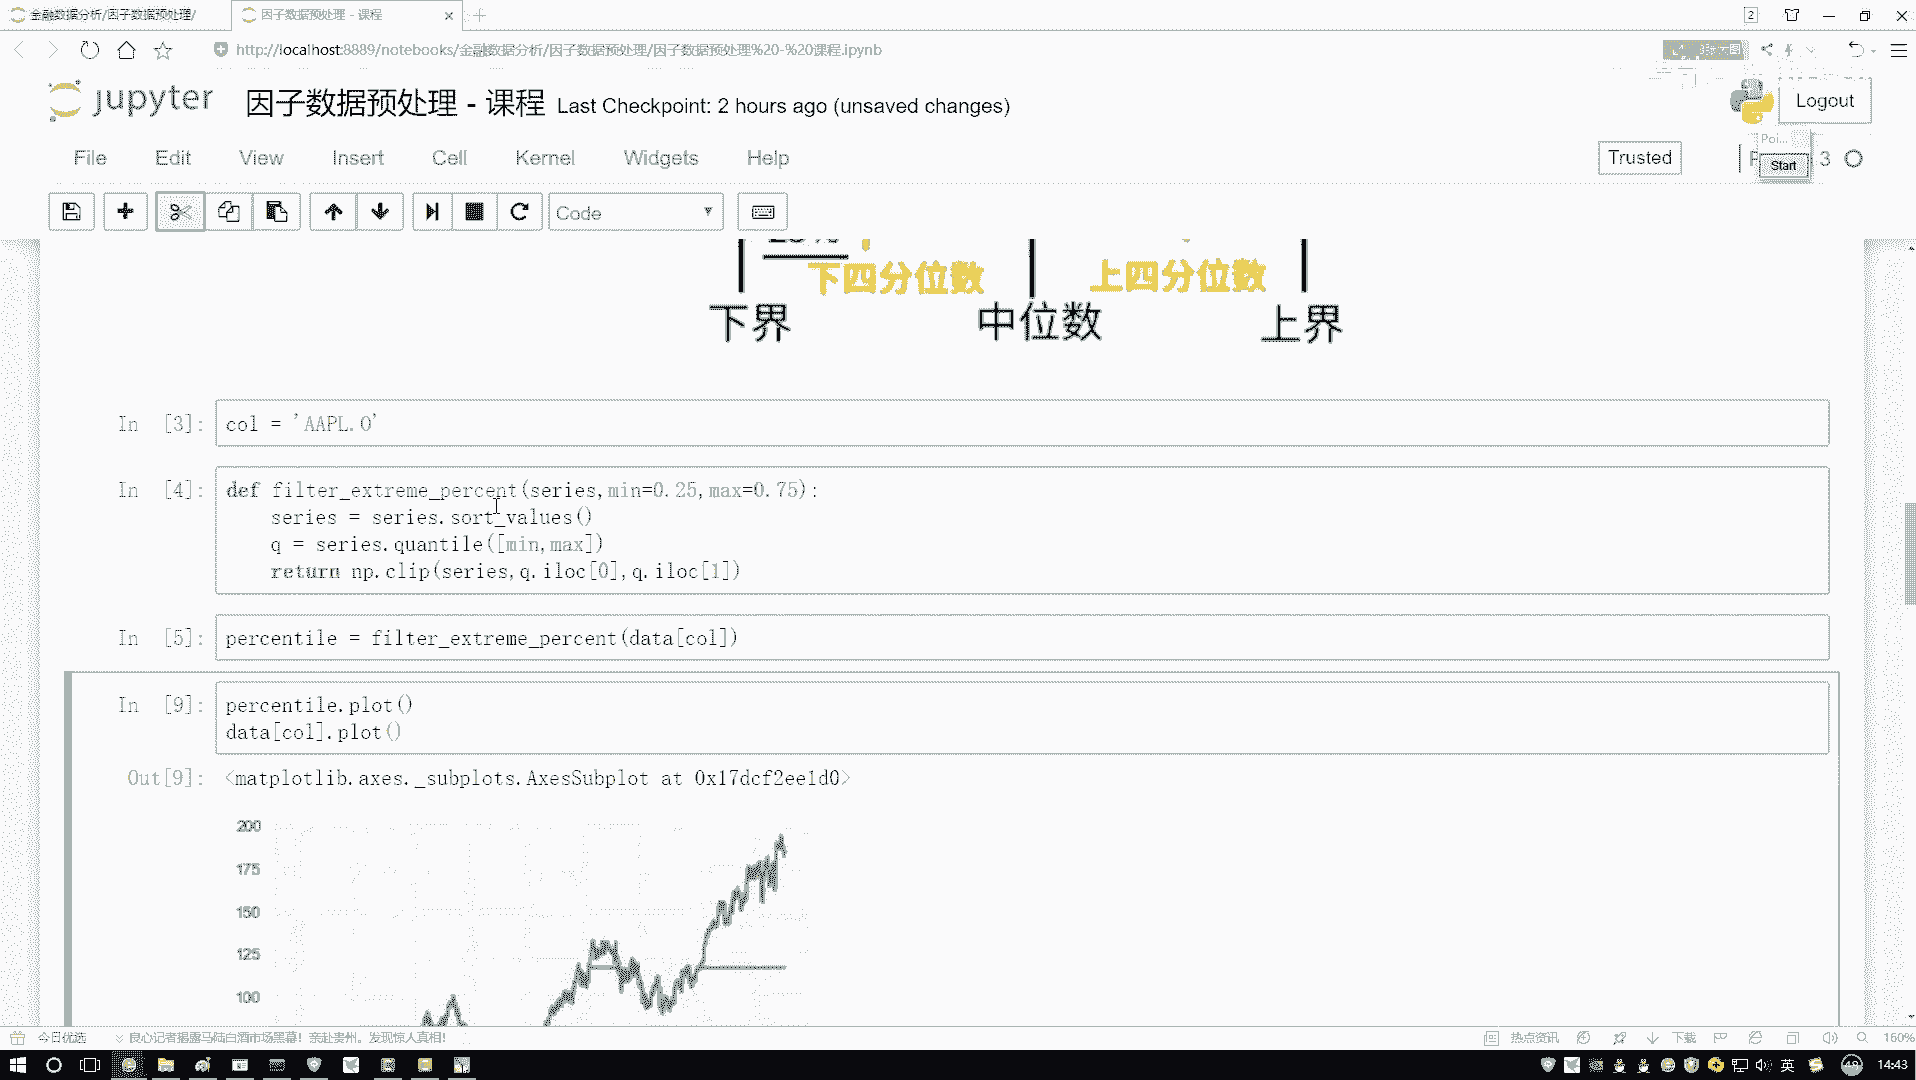 金融数据分析/因子数据预处理/
因子数据预处理 - 课程
2
http://localhost:8889/notebooks/金融数据分析/因子数据预处理/因子数据预处理%20-%20课程.ipynb
jupyter
因子数据预处理 - 课程
Last Checkpoint: 2 hours ago (unsaved changes)
Logout
File Edit View Insert Cell Kernel Widgets Help
Trusted
Poi...
Start
3
Code
下四分位数 上四分位数
下界 中位数 上界
In [3]: col = 'AAPL.O'
In [4]: def filter_extreme_percent(series,min=0.25,max=0.75):
series = series.sort_values()
q = series.quantile([min,max])
return np.clip(series,q.iloc[0],q.iloc[1])
In [5]: percentile = filter_extreme_percent(data[col])
In [9]: percentile.plot()
data[col].plot()
Out[9]: <matplotlib.axes._subplots.AxesSubplot at 0x17dcf2ee1d0>
200
175
150
125
100
今日优选 良心记者揭露马陆白酒市场黑幕！亲赴贵州。发现惊人真相！
热点资讯 下载 160%
英 49 14:43